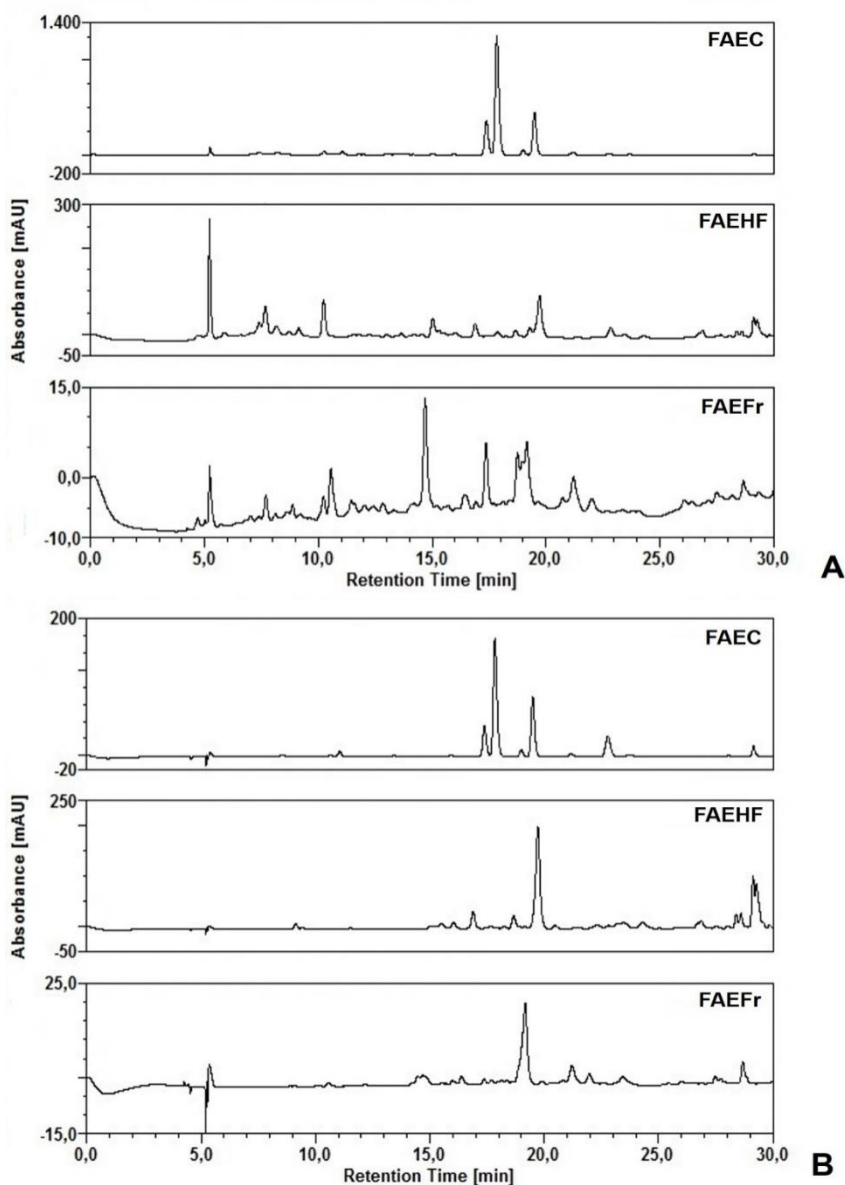 1.400
FAEC
-200
300
FAEHF
-50
15,0
FAEFr
0,0
-10,0
0,0 5,0 10,0 15,0 20,0 25,0 30,0
Retention Time [min]
Absorbance [mAU]
A
200
FAEC
-20
250
FAEHF
-50
25,0
FAEFr
-15,0
0,0 5,0 10,0 15,0 20,0 25,0 30,0
Retention Time [min]
Absorbance [mAU]
B